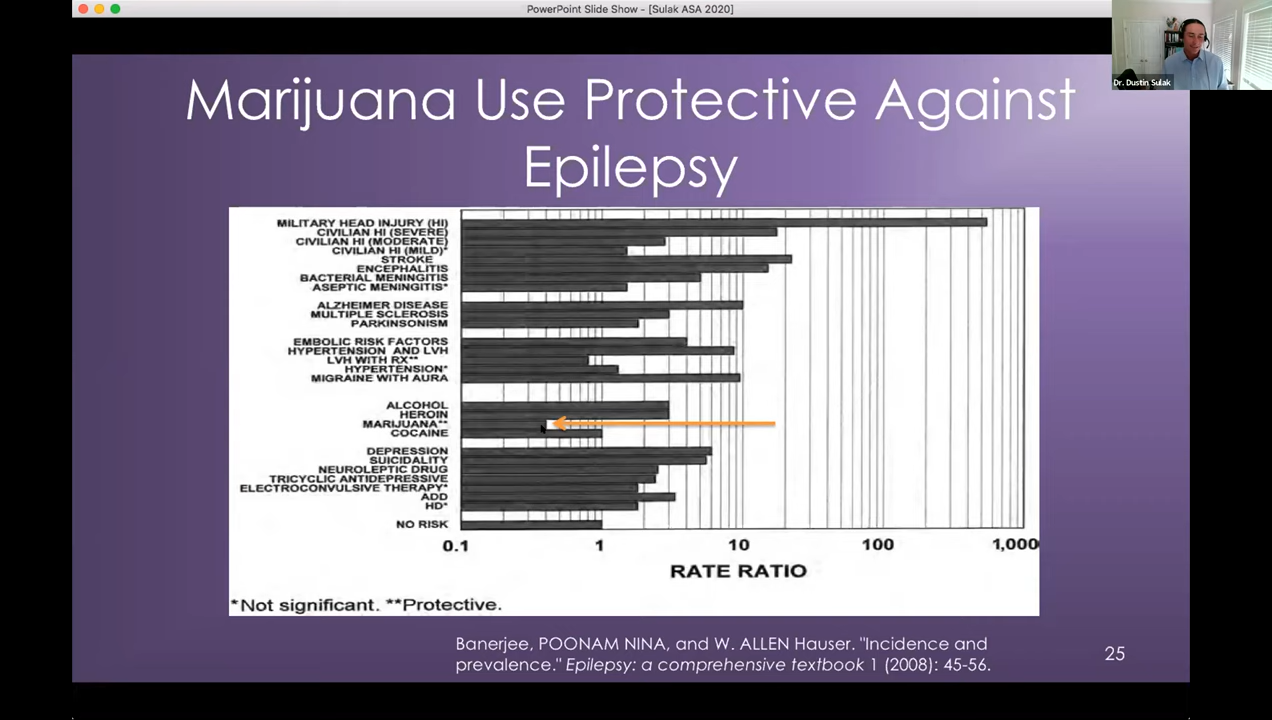 PowerPoint Slide Show - [Sulak ASA 2020]
Dr. Dustin Sulak
Marijuana Use Protective Against
Epilepsy
MILITARY HEAD INJURY (HI)
CIVILIAN HI (SEVERE)
CIVILIAN HI (MODERATE)
CIVILIAN HI (MILD)*
STROKE
ENCEPHALITIS
BACTERIAL MENINGITIS
ASEPTIC MENINGITIS*
ALZHEIMER DISEASE
MULTIPLE SCLEROSIS
PARKINSONISM
EMBOLIC RISK FACTORS
HYPERTENSION AND LVH
LVH WITH RX**
HYPERTENSION*
MIGRAINE WITH AURA
ALCOHOL
HEROIN
MARIJUANA**
COCAINE
DEPRESSION
SUICIDALITY
NEUROLEPTIC DRUG
TRICYCLIC ANTIDEPRESSIVE
ELECTROCONVULSIVE THERAPY*
ADD
HD*
NO RISK
0.1 1 10 100 1,000
RATE RATIO
*Not significant. **Protective.
Banerjee, POONAM NINA, and W. ALLEN Hauser. "Incidence and
prevalence." Epilepsy: a comprehensive textbook 1 (2008): 45-56.
25